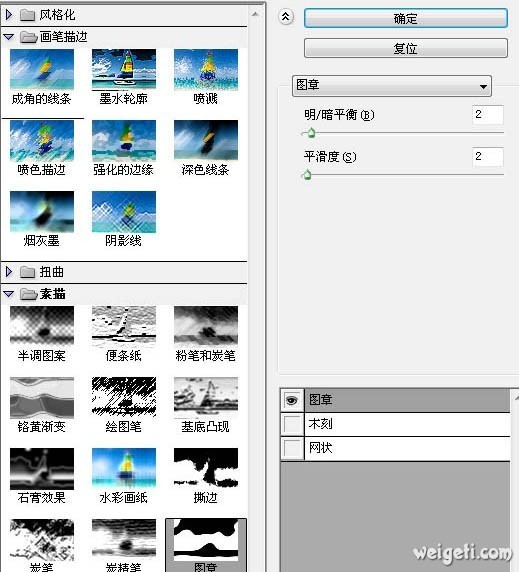 风格化
画笔描边
成角的线条 墨水轮廓 喷溅
喷色描边 强化的边缘 深色线条
烟灰墨 阴影线
扭曲
素描
半调图案 便条纸 粉笔和炭笔
铬黄渐变 绘图笔 基底凸现
石膏效果 水彩画纸 撕边
炭笔 炭精笔 图章
确定
复位
图章
明/暗平衡(B) 2
平滑度(S) 2
图章
木刻
网状
weigeti.com